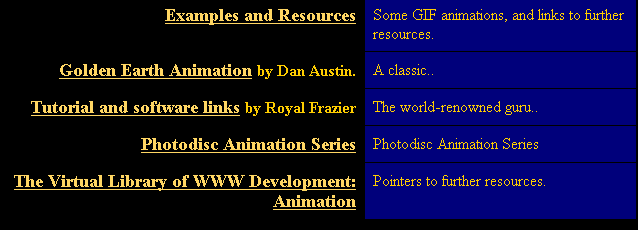 Examples and Resources Some GIF animations, and links to further
resources.
Golden Earth Animation by Dan Austin. A classic..
Tutorial and software links by Royal Frazier The world-renowned guru..
Photodisc Animation Series Photodisc Animation Series
The Virtual Library of WWW Development: Pointers to further resources.
Animation